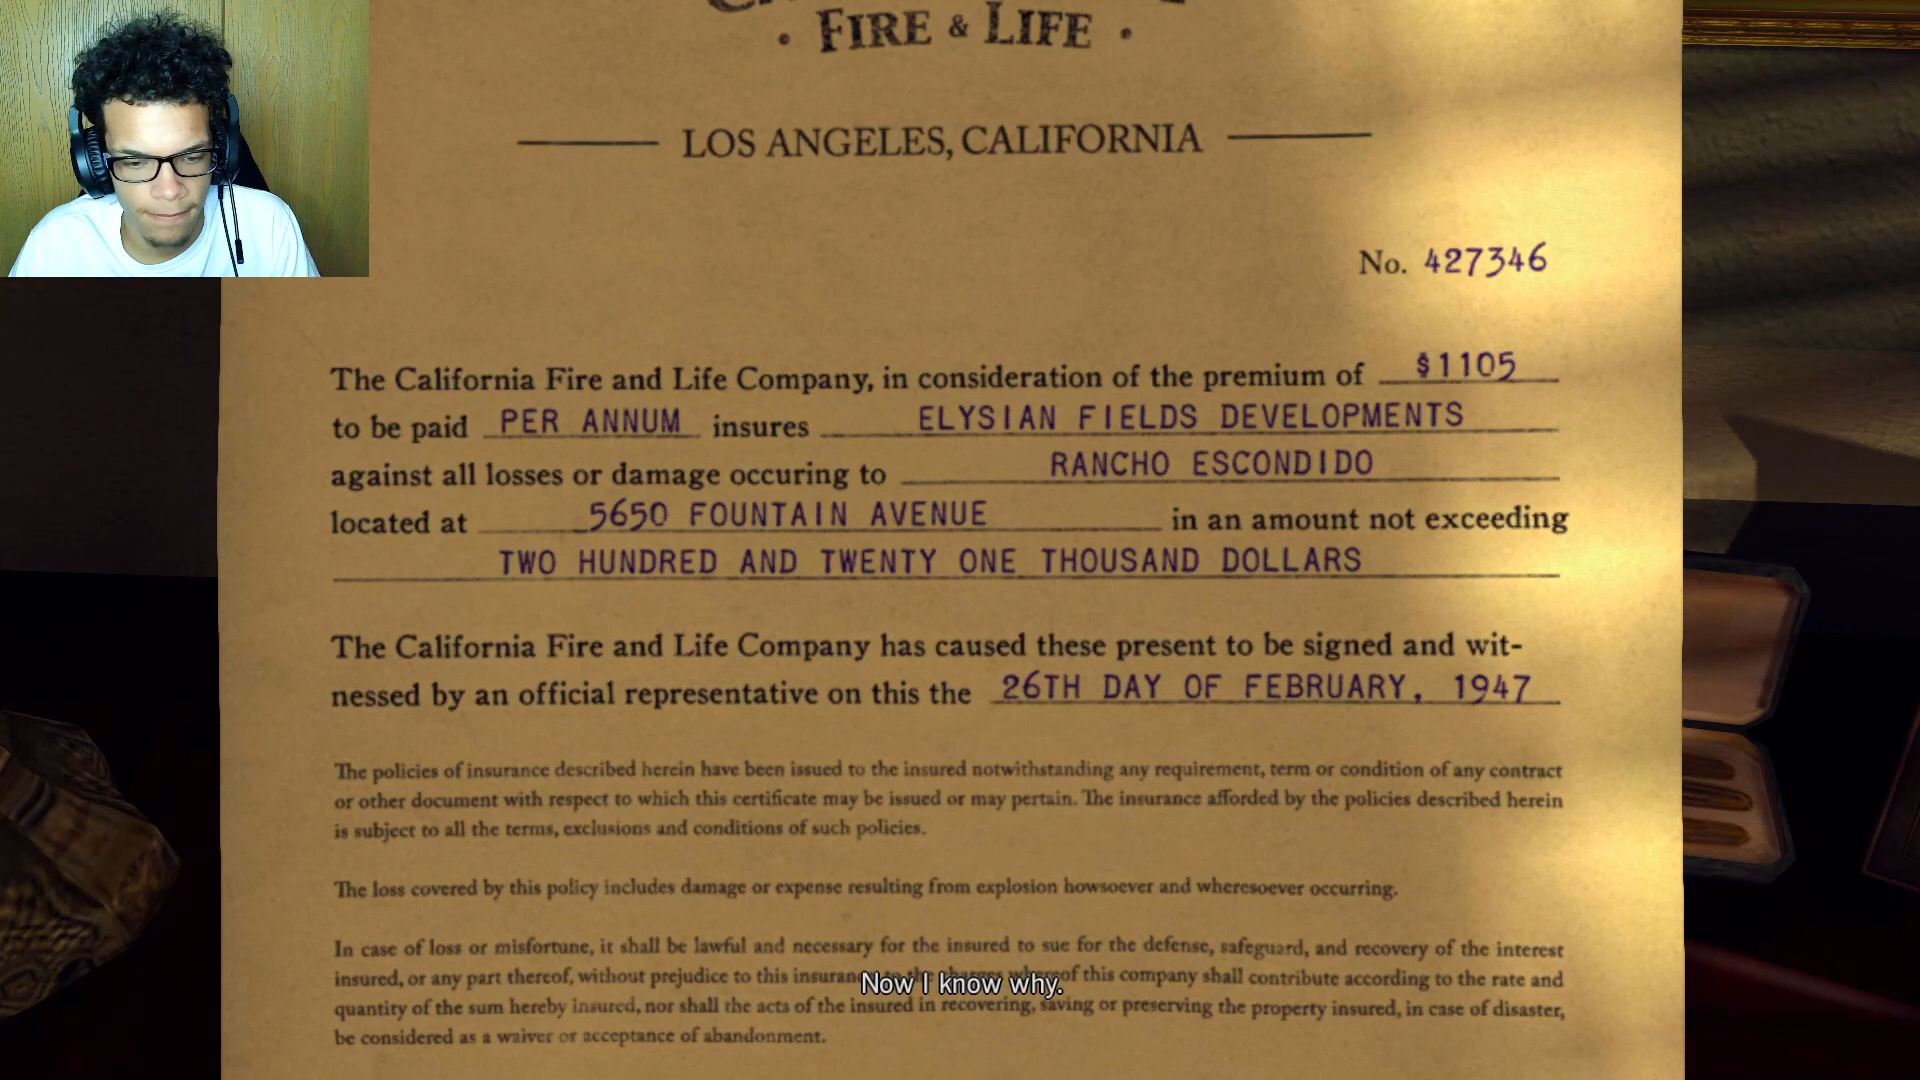 · FIRE & LIFE ·
LOS ANGELES, CALIFORNIA
No. 427346
The California Fire and Life Company, in consideration of the premium of $1105
to be paid PER ANNUM insures ELYSIAN FIELDS DEVELOPMENTS
against all losses or damage occuring to RANCHO ESCONDIDO
located at 5650 FOUNTAIN AVENUE in an amount not exceeding
TWO HUNDRED AND TWENTY ONE THOUSAND DOLLARS
The California Fire and Life Company has caused these present to be signed and wit-
nessed by an official representative on this the 26TH DAY OF FEBRUARY, 1947
The policies of insurance described herein have been issued to the insured notwithstanding any requirement, term or condition of any contract
or other document with respect to which this certificate may be issued or may pertain. The insurance afforded by the policies described herein
is subject to all the terms, exclusions and conditions of such policies.
The loss covered by this policy includes damage or expense resulting from explosion howsoever and wheresoever occurring.
In case of loss or misfortune, it shall be lawful and necessary for the insured to sue for the defense, safeguard, and recovery of the interest
insured, or any part thereof, without prejudice to this of this company shall contribute according to the rate and
Now I know why.
quantity of the sum hereby insured, nor shall the acts of the insured in recovering, saving or preserving the property insured, in case of disaster,
be considered as a waiver or acceptance of abandonment.